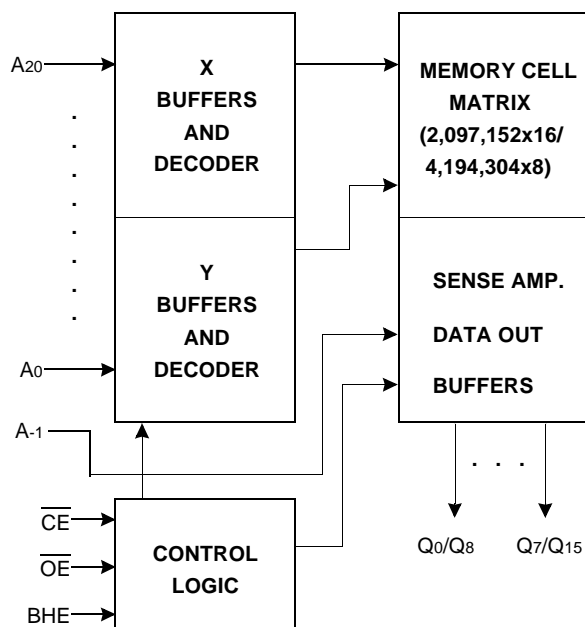 A20
X
BUFFERS
AND
DECODER
MEMORY CELL
MATRIX
(2,097,152x16/
4,194,304x8)
Y
BUFFERS
AND
DECODER
SENSE AMP.
DATA OUT
BUFFERS
A0
A-1
. . .
CE
OE
BHE
CONTROL
LOGIC
Q0/Q8
Q7/Q15